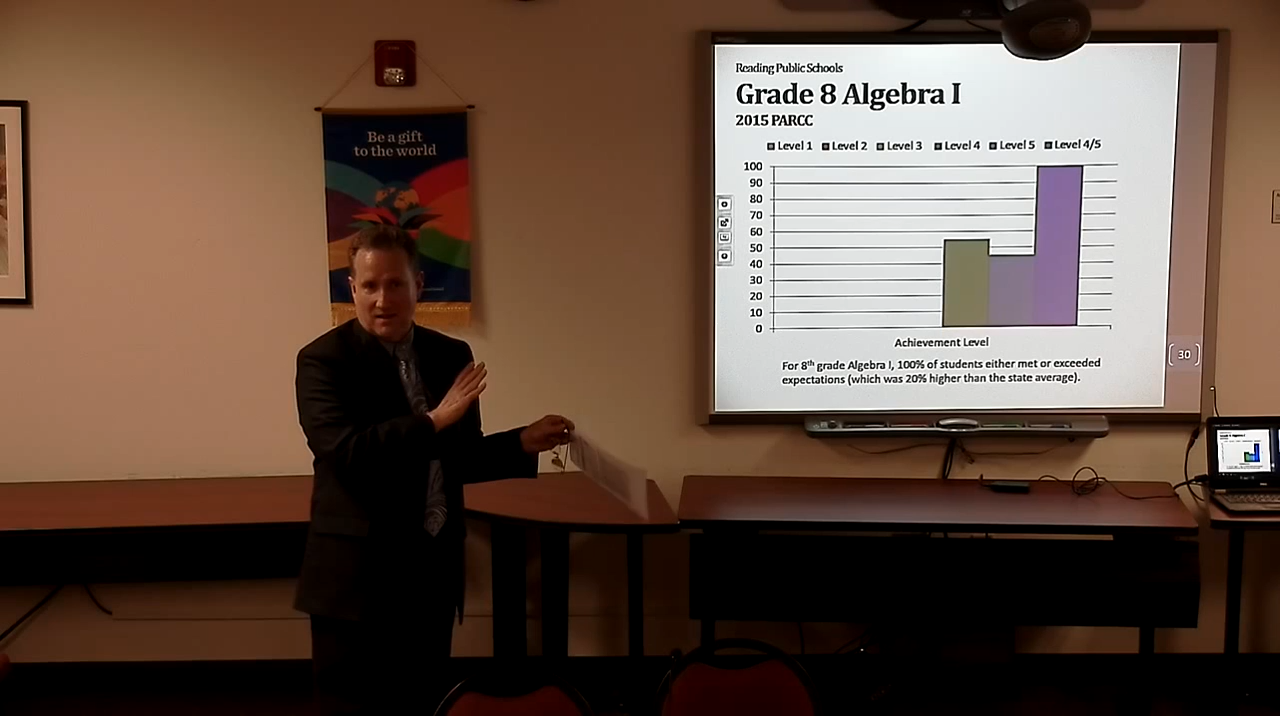 Be a gift
to the world
Reading Public Schools
Grade 8 Algebra I
2015 PARCC
Level 1 Level 2 Level 3 Level 4 Level 5 Level 4/5
100
90
80
70
60
50
40
30
20
10
0
Achievement Level
For 8th grade Algebra I, 100% of students either met or exceeded
expectations (which was 20% higher than the state average).
30
Grade 8 Algebra I